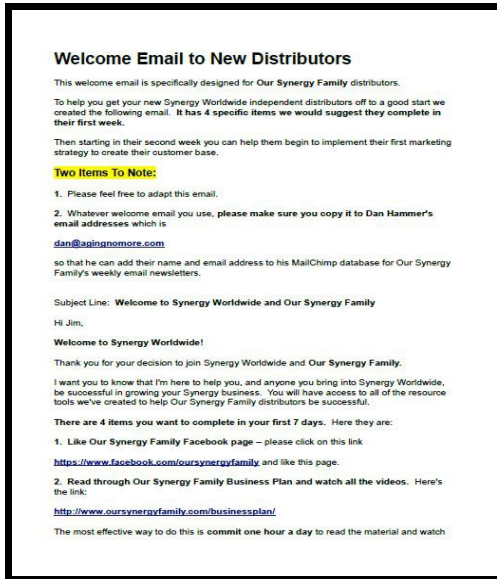 Welcome Email to New Distributors
This welcome email is specifically designed for Our Synergy Family distributors.
To help you get your new Synergy Worldwide independent distributors off to a good start we
created the following email. It has 4 specific items we would suggest they complete in
their first week.
Then starting in their second week you can help them begin to implement their first marketing
strategy to create their customer base.
Two Items To Note:
1. Please feel free to adapt this email.
2. Whatever welcome email you use, please make sure you copy it to Dan Hammer's
email addresses which is
dan@agingnomore.com
so that he can add their name and email address to his MailChimp database for Our Synergy
Family's weekly email newsletters.
Subject Line: Welcome to Synergy Worldwide and Our Synergy Family
Hi Jim,
Welcome to Synergy Worldwide!
Thank you for your decision to join Synergy Worldwide and Our Synergy Family.
I want you to know that I'm here to help you, and anyone you bring into Synergy Worldwide,
be successful in growing your Synergy business. You will have access to all of the resource
tools we've created to help Our Synergy Family distributors be successful.
There are 4 items you want to complete in your first 7 days. Here they are:
1. Like Our Synergy Family Facebook page – please click on this link
https://www.facebook.com/oursynergyfamily and like this page.
2. Read through Our Synergy Family Business Plan and watch all the videos. Here's
the link:
http://www.oursynergyfamily.com/businessplan/
The most effective way to do this is commit one hour a day to read the material and watch